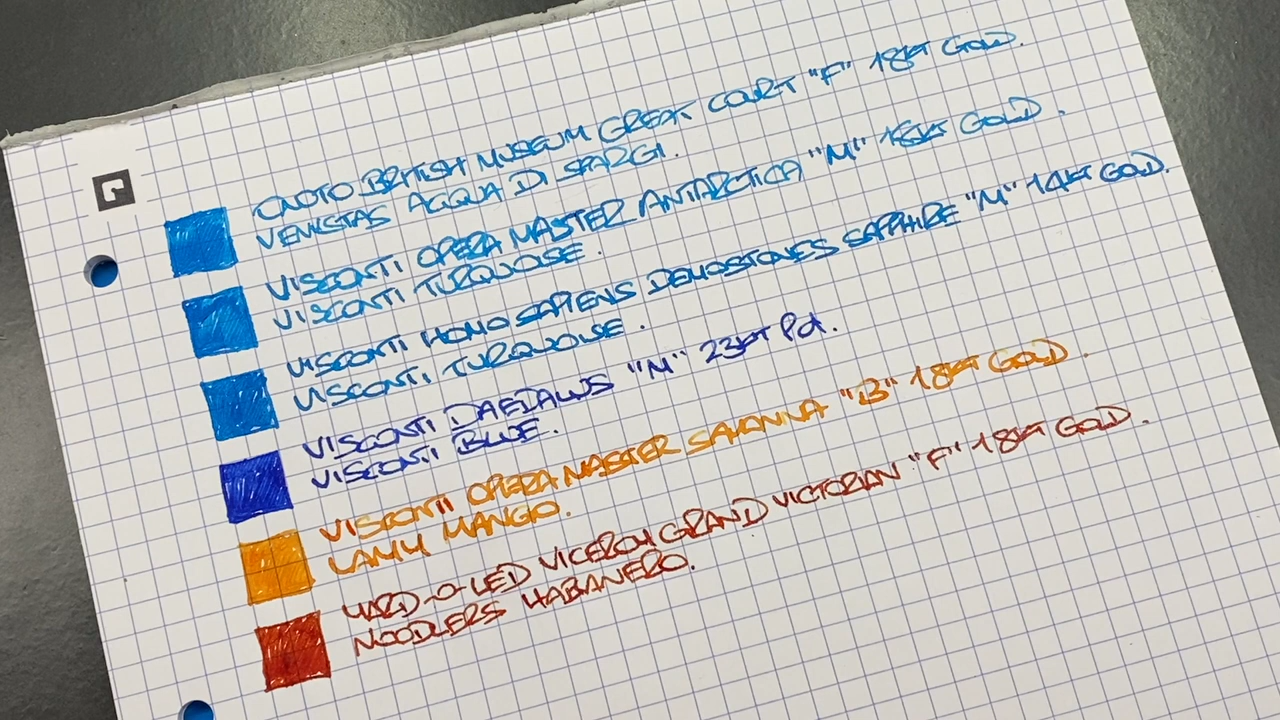 ONOTO BRITISH MUSEUM GREAT COURT "F" 18kt GOLD.
VENVSTAS ACQUA DI SPARGI.
VISCONTI OPERA MASTER ANTARCTICA "M" 18kt GOLD.
VISCONTI TURQUOISE.
VISCONTI HOMO SAPIENS DEMOSTONES SAPPHIRE "M" 14kt GOLD.
VISCONTI TURQUOISE.
VISCONTI DAEDALUS "M" 23kt Pd.
VISCONTI BLUE.
VISCONTI OPERA MASTER SAVANNA "B" 18kt GOLD.
LAMY MANGO.
YARD-O-LED VICEROY GRAND VICTORIAN "F" 18kt GOLD.
NOODLERS HABANERO.